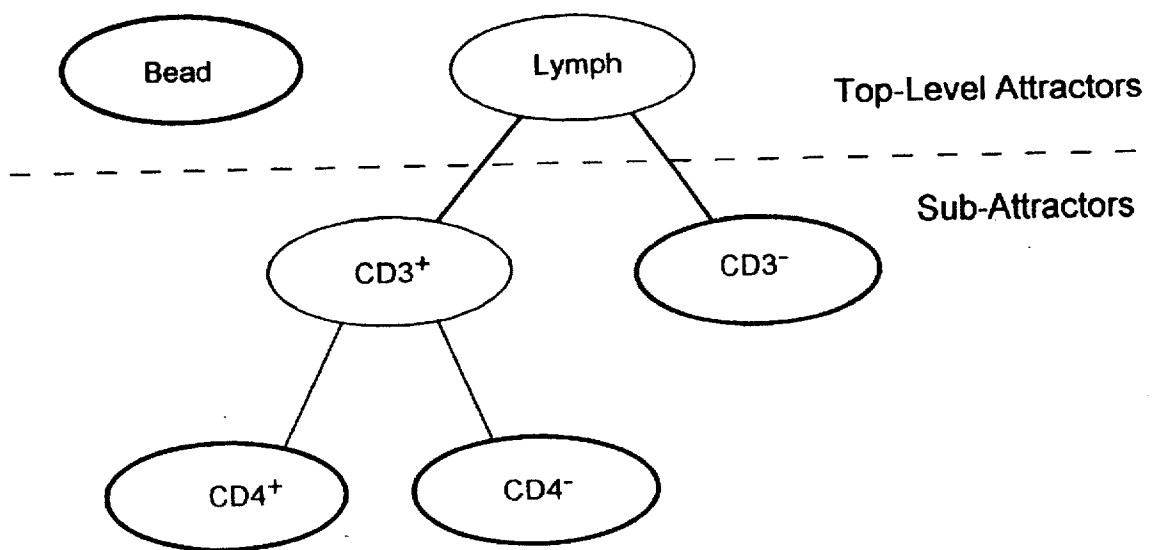 Bead
Lymph
Top-Level Attractors
Sub-Attractors
CD3⁺
CD3⁻
CD4⁺
CD4⁻